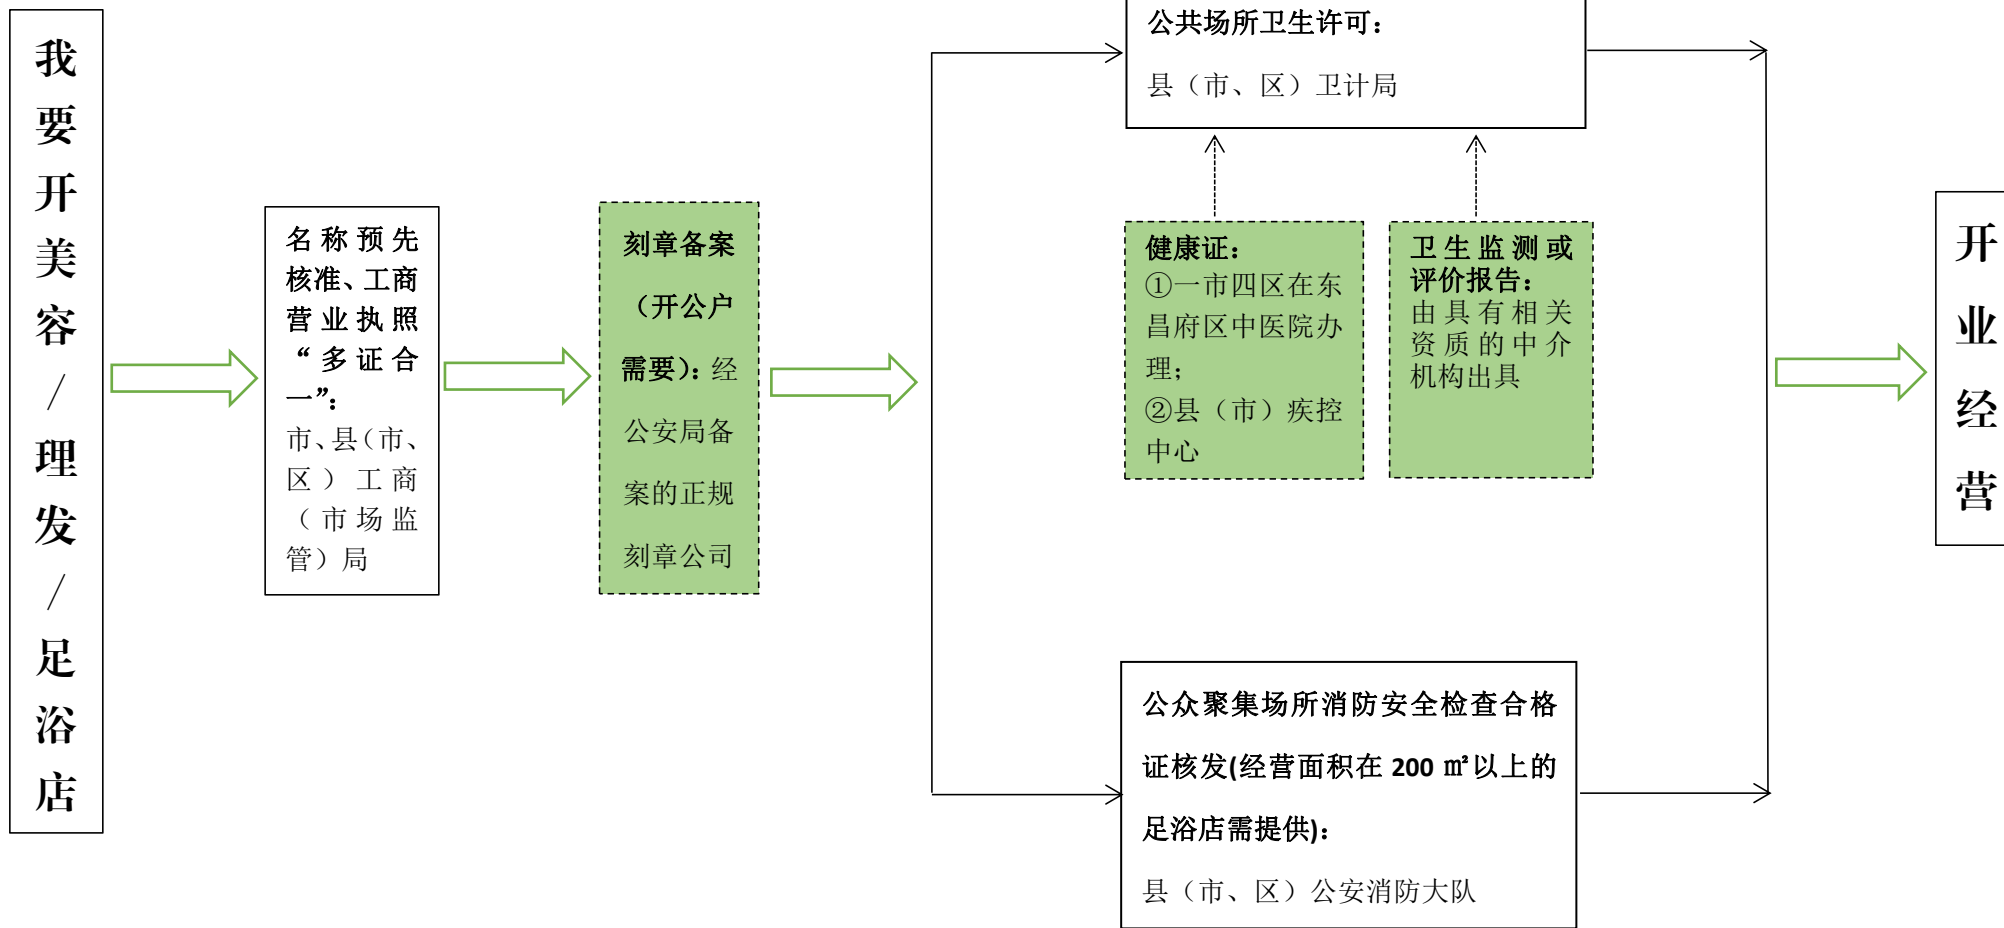 我要开美容/理发/足浴店
名称预先
核准、工商
营业执照
“多证合
一”:
市、县(市、
区)工商
(市场监
管)局
刻章备案
(开公户
需要):经
公安局备
案的正规
刻章公司
公共场所卫生许可:
县(市、区)卫计局
健康证:
①一市四区在东
昌府区中医院办
理;
②县(市)疾控
中心
卫生监测或
评价报告:
由具有相关
资质的中介
机构出具
公众聚集场所消防安全检查合格
证核发(经营面积在 200 ㎡以上的
足浴店需提供):
县(市、区)公安消防大队
开业经营